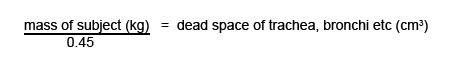 mass of subject (kg) = dead space of trachea, bronchi etc (cm³)
0.45